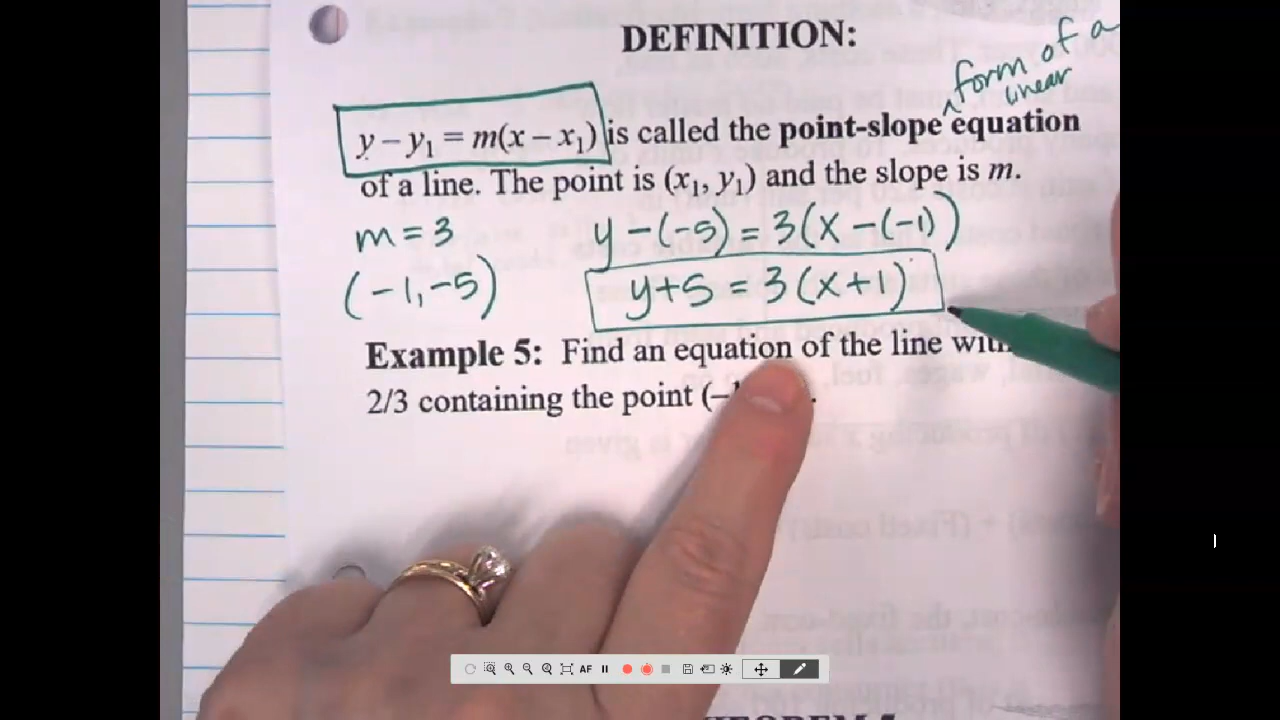 DEFINITION:
form of a
linear
y − y₁ = m(x − x₁) is called the point-slope equation
of a line. The point is (x₁, y₁) and the slope is m.
m = 3
y − (−5) = 3(x − (−1))
(−1, −5)
y + 5 = 3(x + 1)
Example 5: Find an equation of the line
2/3 containing the point (−
AF